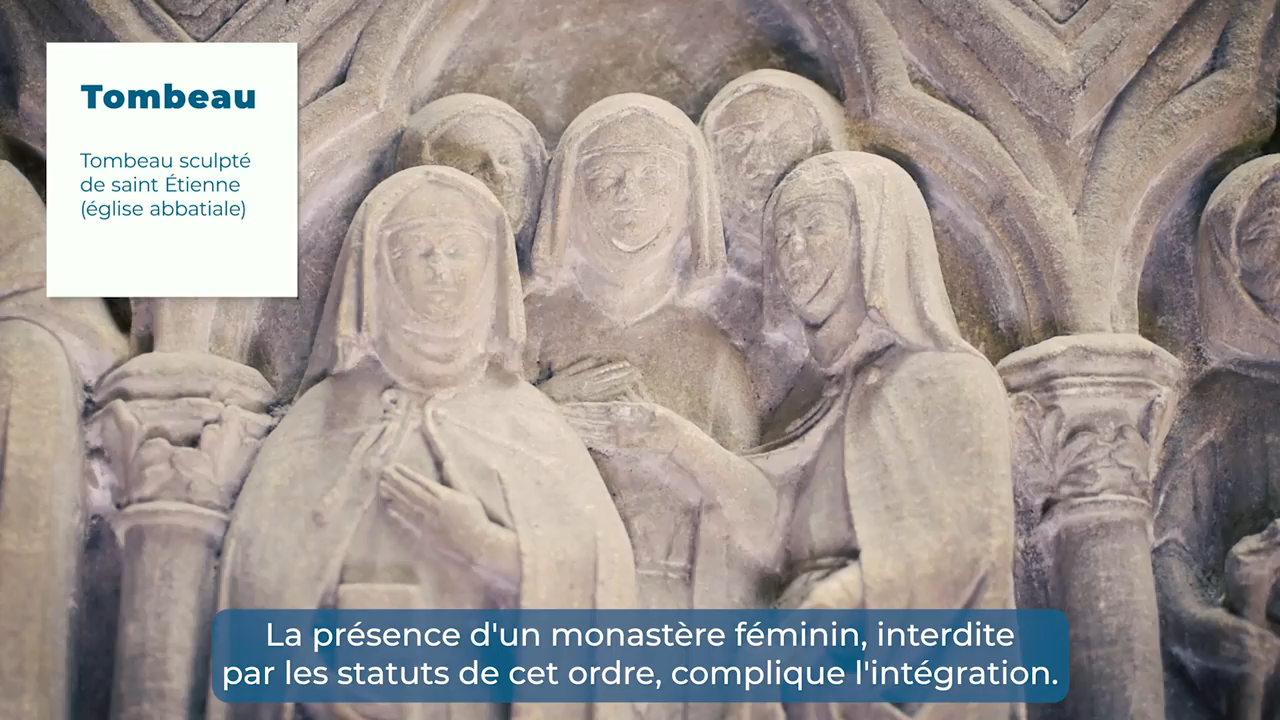 Tombeau
Tombeau sculpté
de saint Étienne
(église abbatiale)
La présence d'un monastère féminin, interdite
par les statuts de cet ordre, complique l'intégration.